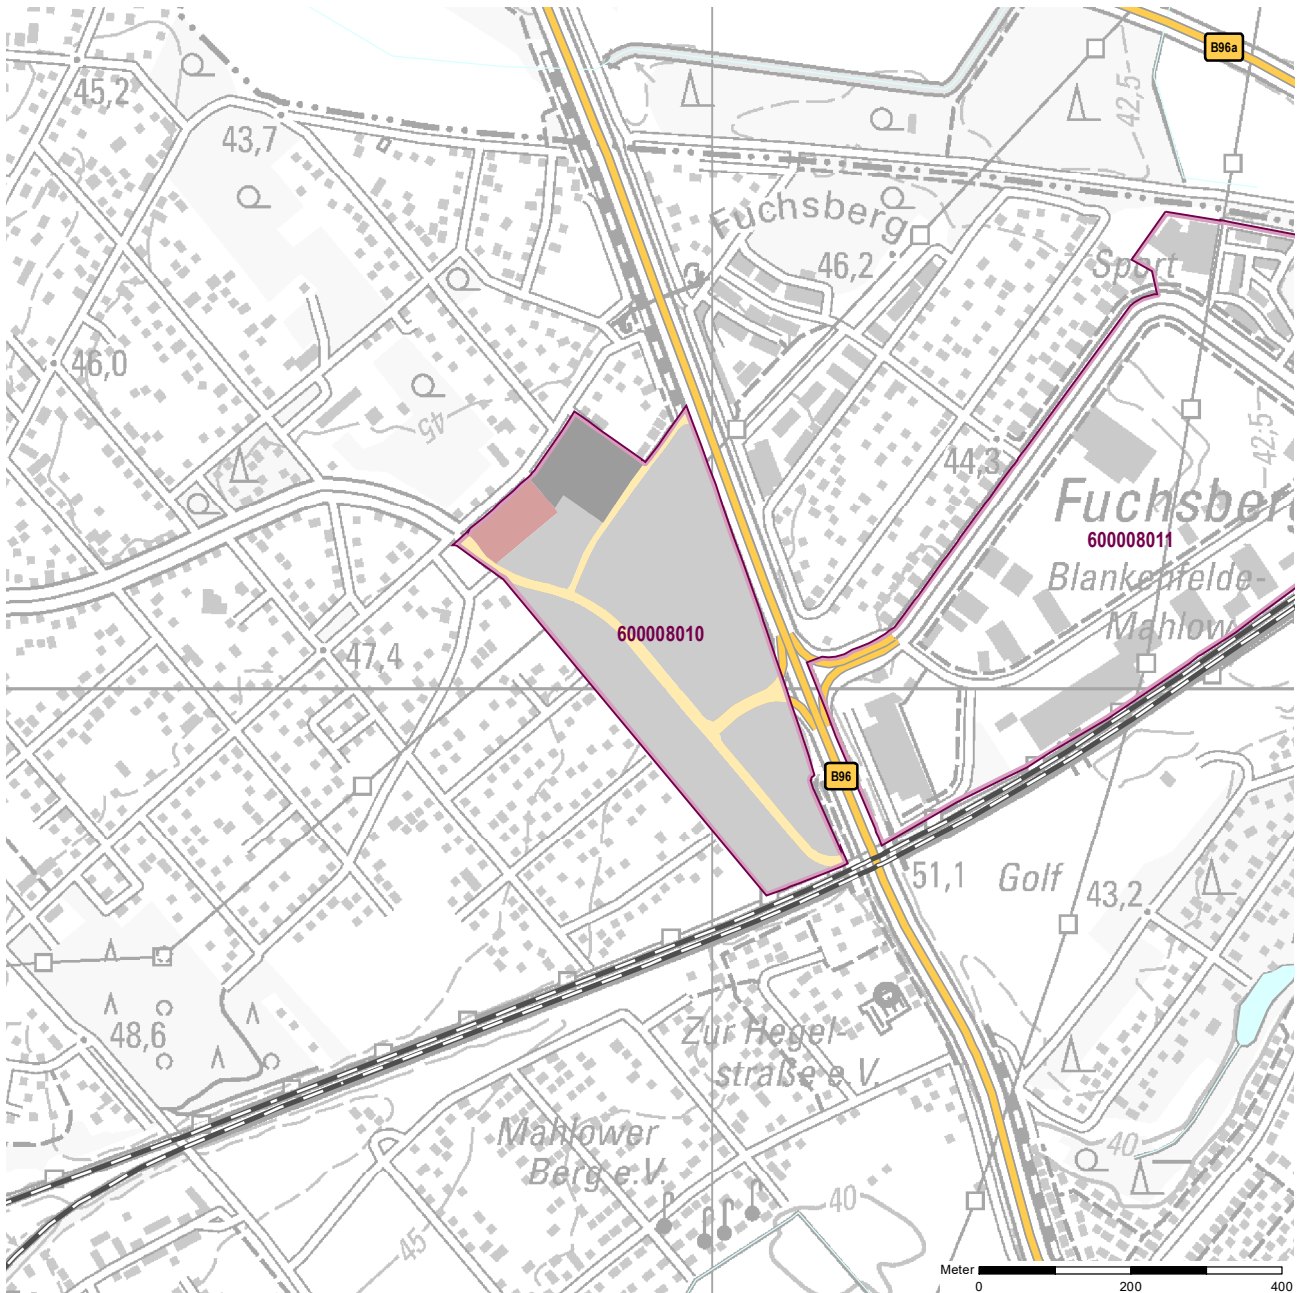 B96a
45,2
42,5
43,7
Fuchsberg
46,2
Sport
46,0
45
44,3
42,5
Fuchsberg
600008011
Blankenfelde-
Mahlow
600008010
47,4
B96
51,1
Golf
43,2
48,6
Zur Hegel-
straße e.V.
Mahlower
Berg e.V.
40
40
45
Meter
0 200 400